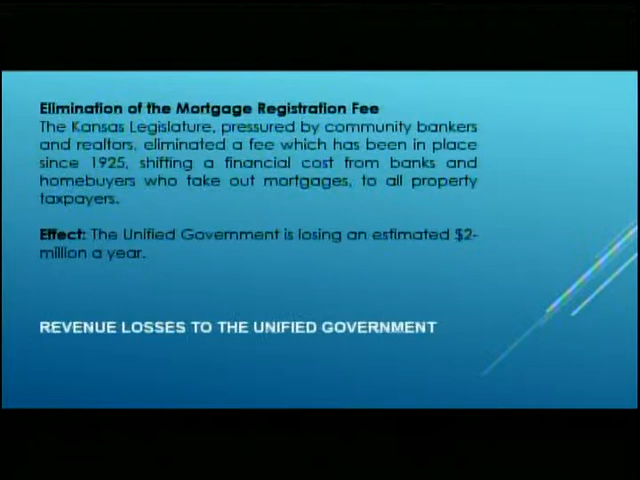 Elimination of the Mortgage Registration Fee
The Kansas Legislature, pressured by community bankers
and realtors, eliminated a fee which has been in place
since 1925, shifting a financial cost from banks and
homebuyers who take out mortgages, to all property
taxpayers.
Effect: The Unified Government is losing an estimated $2-
million a year.
REVENUE LOSSES TO THE UNIFIED GOVERNMENT